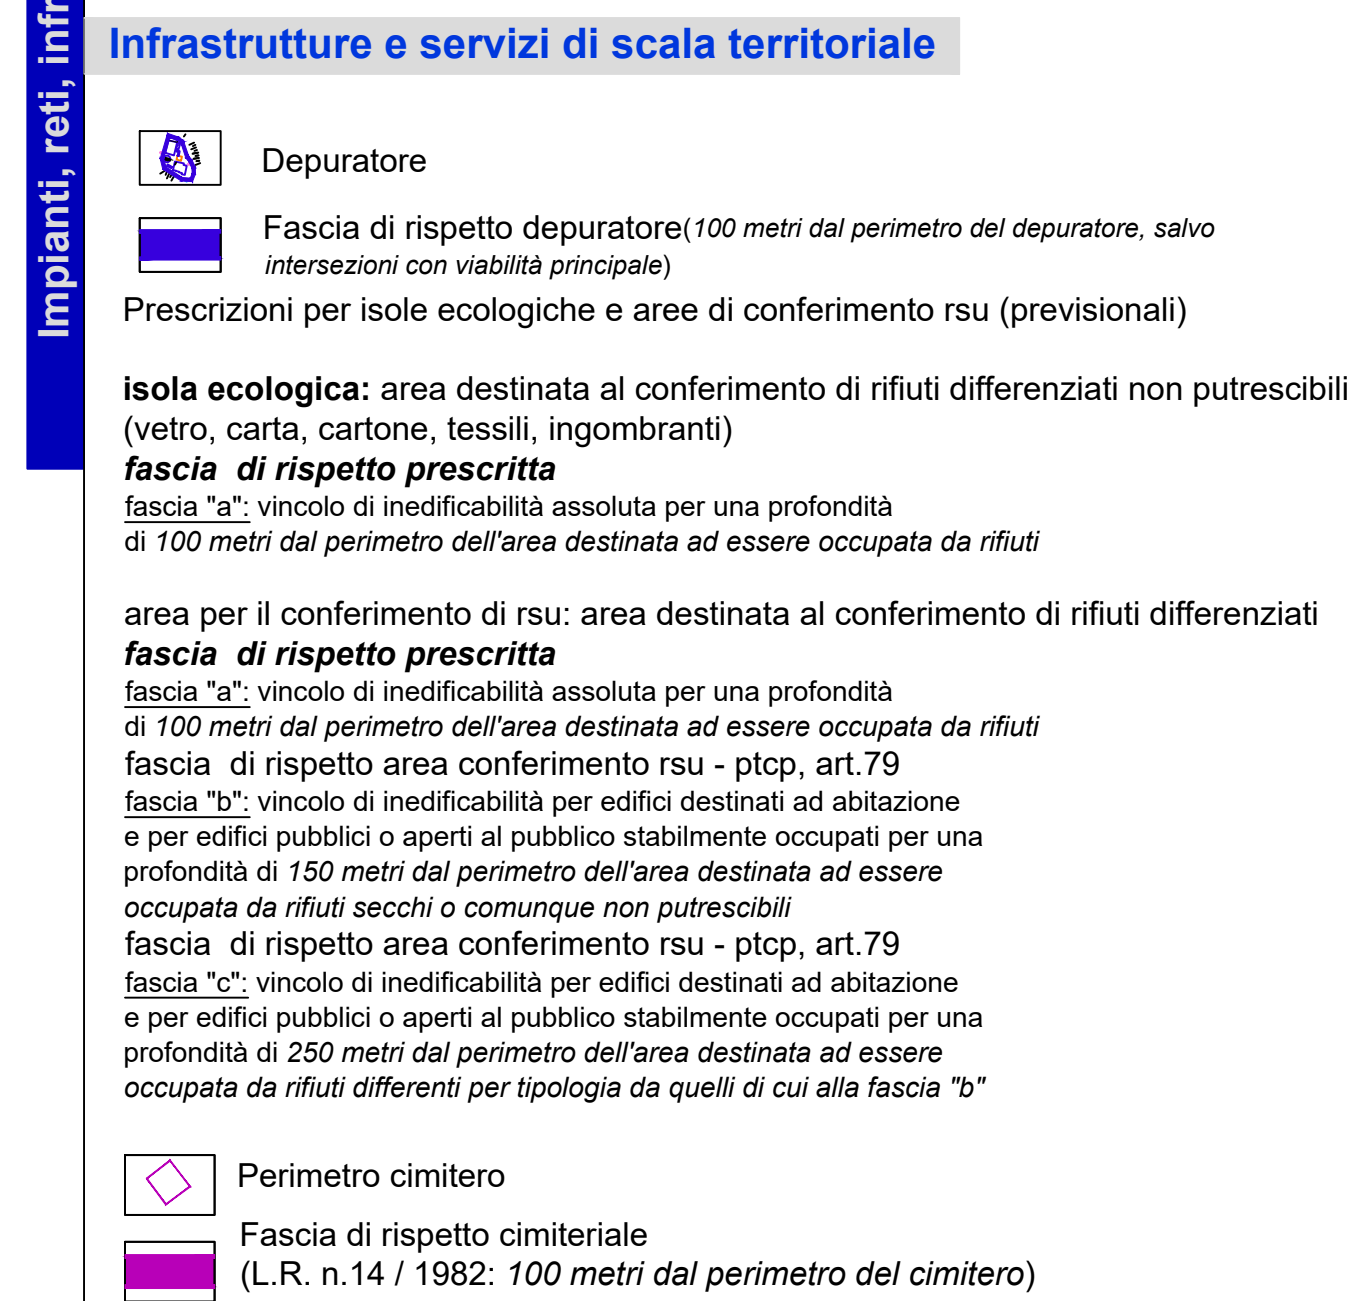 Impianti, reti,
Infrastrutture e servizi di scala territoriale
Depuratore
Fascia di rispetto depuratore(100 metri dal perimetro del depuratore, salvo
intersezioni con viabilità principale)
Prescrizioni per isole ecologiche e aree di conferimento rsu (previsionali)
isola ecologica: area destinata al conferimento di rifiuti differenziati non putrescibili
(vetro, carta, cartone, tessili, ingombranti)
fascia di rispetto prescritta
fascia "a": vincolo di inedificabilità assoluta per una profondità
di 100 metri dal perimetro dell'area destinata ad essere occupata da rifiuti
area per il conferimento di rsu: area destinata al conferimento di rifiuti differenziati
fascia di rispetto prescritta
fascia "a": vincolo di inedificabilità assoluta per una profondità
di 100 metri dal perimetro dell'area destinata ad essere occupata da rifiuti
fascia di rispetto area conferimento rsu - ptcp, art.79
fascia "b": vincolo di inedificabilità per edifici destinati ad abitazione
e per edifici pubblici o aperti al pubblico stabilmente occupati per una
profondità di 150 metri dal perimetro dell'area destinata ad essere
occupata da rifiuti secchi o comunque non putrescibili
fascia di rispetto area conferimento rsu - ptcp, art.79
fascia "c": vincolo di inedificabilità per edifici destinati ad abitazione
e per edifici pubblici o aperti al pubblico stabilmente occupati per una
profondità di 250 metri dal perimetro dell'area destinata ad essere
occupata da rifiuti differenti per tipologia da quelli di cui alla fascia "b"
Perimetro cimitero
Fascia di rispetto cimiteriale
(L.R. n.14 / 1982: 100 metri dal perimetro del cimitero)